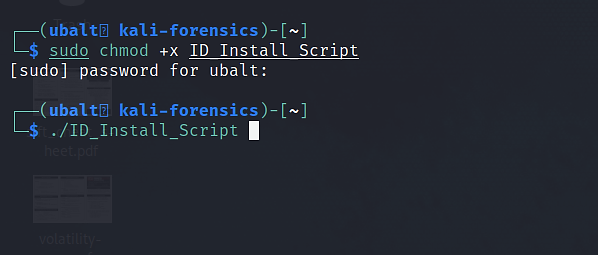 ┌──(ubalt㉿ kali-forensics)-[~]
└─$ sudo chmod +x ID_Install_Script
[sudo] password for ubalt:
┌──(ubalt㉿ kali-forensics)-[~]
└─$ ./ID_Install_Script
heet.pdf
volatility-